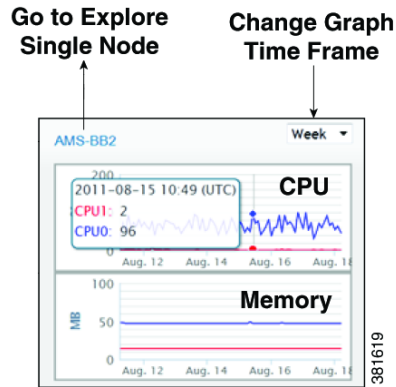 Go to Explore
Single Node
Change Graph
Time Frame
AMS-BB2
Week
200
2011-08-15 10:49 (UTC)
CPU1: 2
CPU0: 96
CPU
0
Aug. 12 Aug. 14 Aug. 16 Aug. 18
100
Memory
MB
50
0
Aug. 12 Aug. 14 Aug. 16 Aug. 18
381619